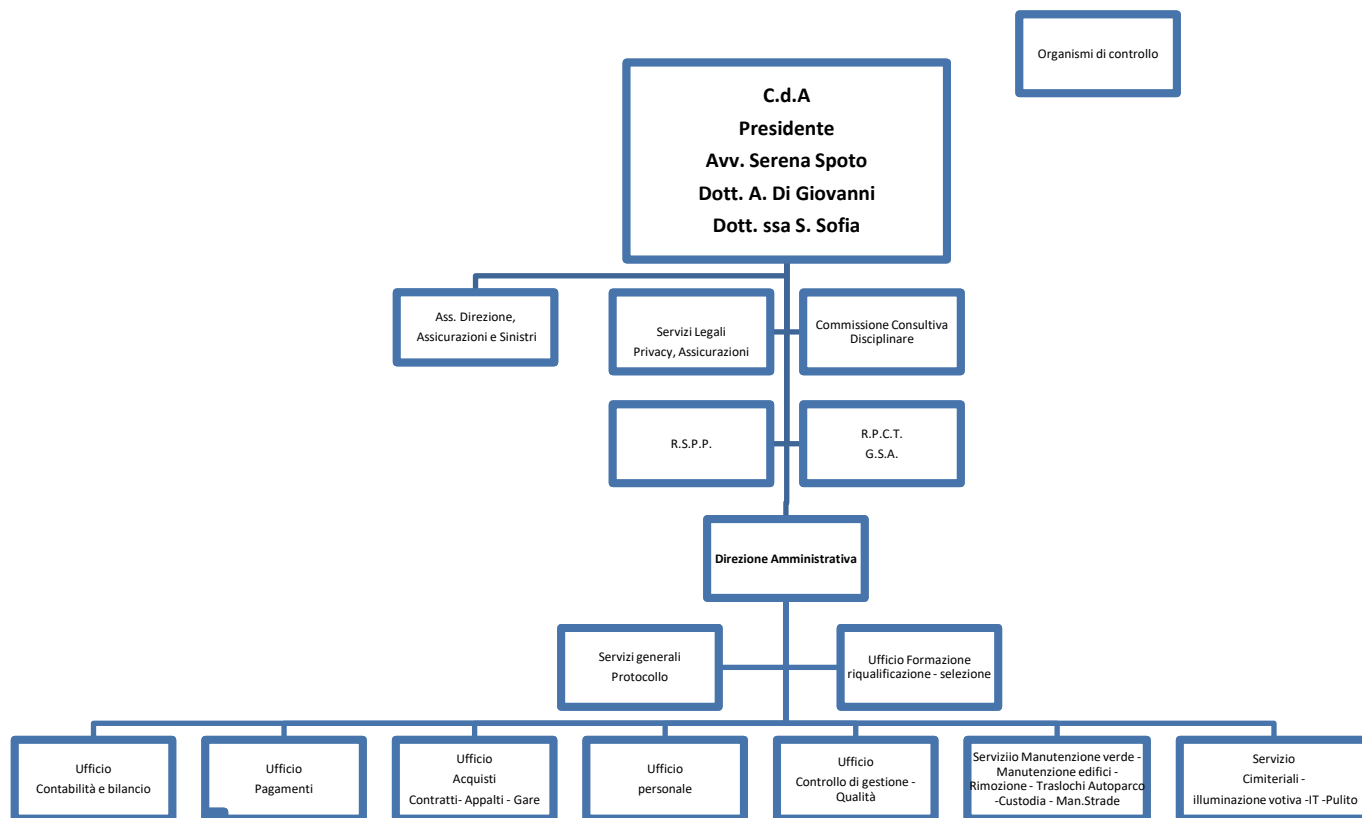 Organismi di controllo
C.d.A
Presidente
Avv. Serena Spoto
Dott. A. Di Giovanni
Dott. ssa S. Sofia
Ass. Direzione,
Assicurazioni e Sinistri
Servizi Legali
Privacy, Assicurazioni
Commissione Consultiva
Disciplinare
R.S.P.P.
R.P.C.T.
G.S.A.
Direzione Amministrativa
Servizi generali
Protocollo
Ufficio Formazione
riqualificazione - selezione
Ufficio
Contabilità e bilancio
Ufficio
Pagamenti
Ufficio
Acquisti
Contratti- Appalti - Gare
Ufficio
personale
Ufficio
Controllo di gestione -
Qualità
Serviziio Manutenzione verde -
Manutenzione edifici -
Rimozione - Traslochi Autoparco
-Custodia - Man.Strade
Servizio
Cimiteriali -
illuminazione votiva -IT -Pulito